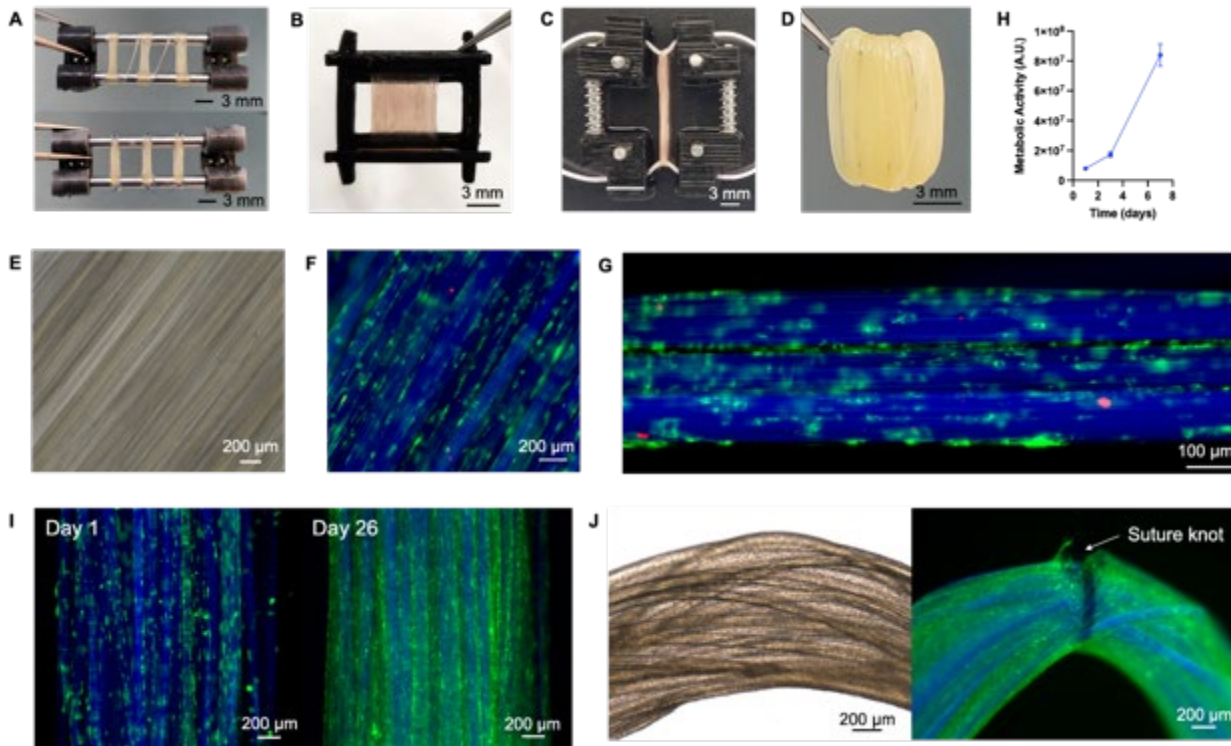 A
3 mm
3 mm
B
3 mm
C
3 mm
D
3 mm
H
Metabolic Activity (A.U.)
1×10⁸
8×10⁷
6×10⁷
4×10⁷
2×10⁷
0 2 4 6 8
Time (days)
E
200 µm
F
200 µm
G
100 µm
I
Day 1
200 µm
Day 26
200 µm
J
200 µm
Suture knot
200 µm